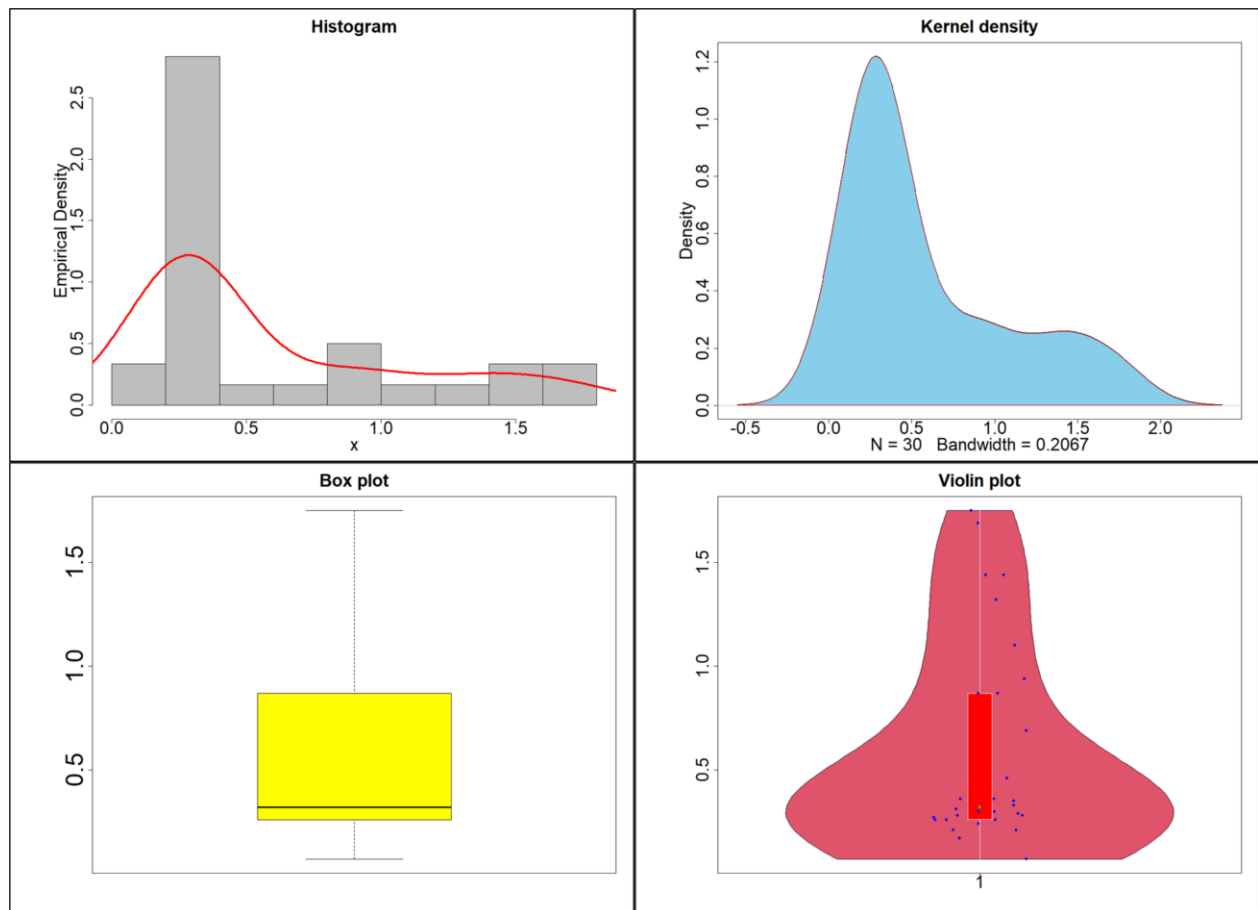 Histogram
Empirical Density
2.5
2.0
1.5
1.0
0.5
0.0
0.0 0.5 1.0 1.5
x
Kernel density
Density
1.2
1.0
0.8
0.6
0.4
0.2
0.0
-0.5 0.0 0.5 1.0 1.5 2.0
N = 30 Bandwidth = 0.2067
Box plot
1.5
1.0
0.5
Violin plot
1.5
1.0
0.5
1